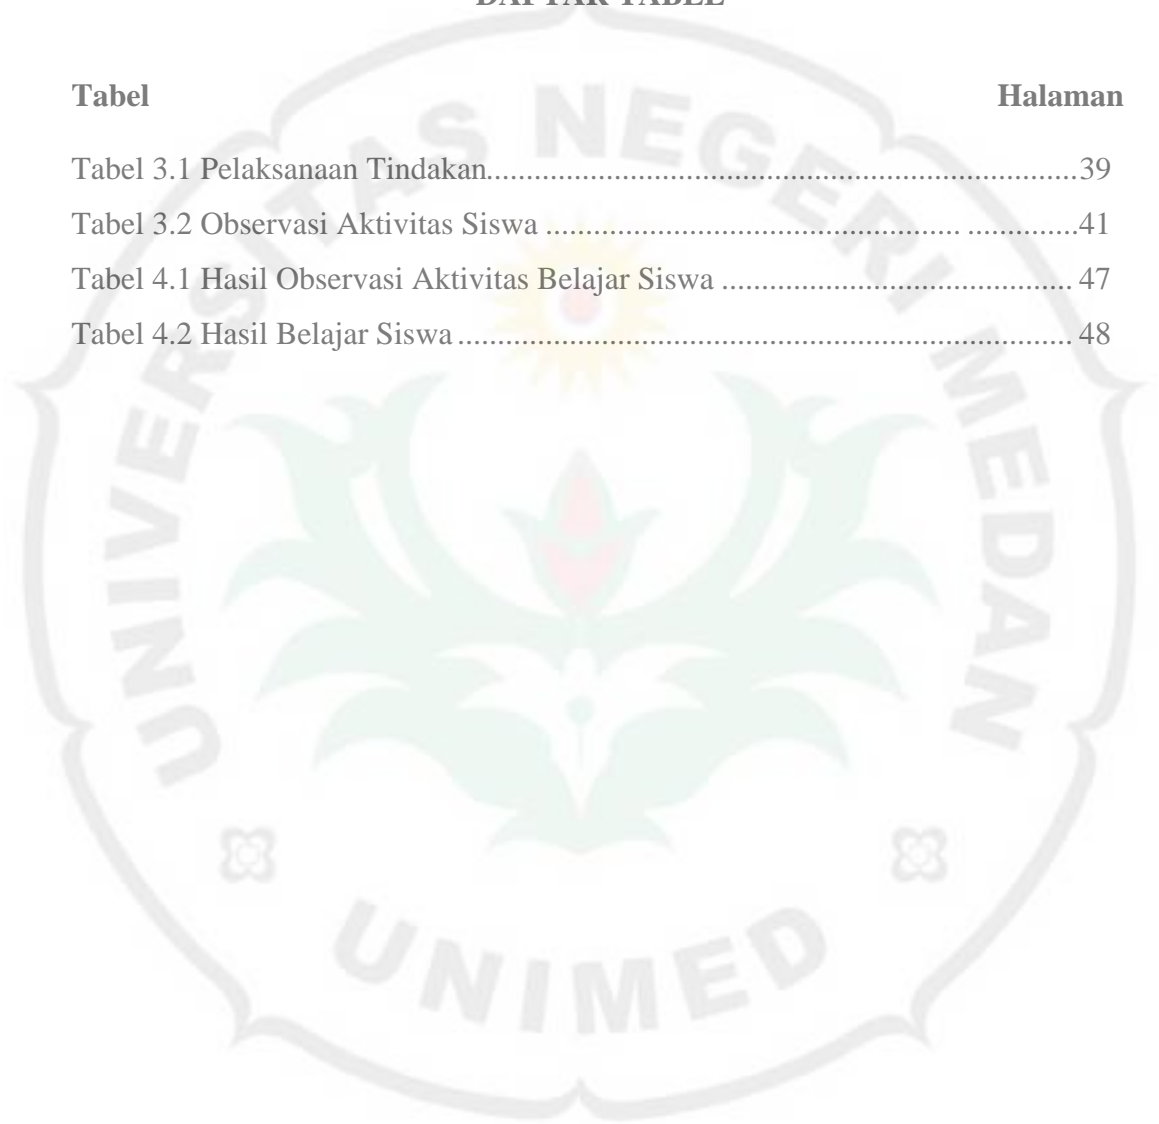 DAFTAR TABEL
Tabel Halaman
Tabel 3.1 Pelaksanaan Tindakan..........................................................................39
Tabel 3.2 Observasi Aktivitas Siswa .................................................... ..............41
Tabel 4.1 Hasil Observasi Aktivitas Belajar Siswa ............................................ 47
Tabel 4.2 Hasil Belajar Siswa ............................................................................. 48
UNIVERSITAS NEGERI MEDAN
UNIMED